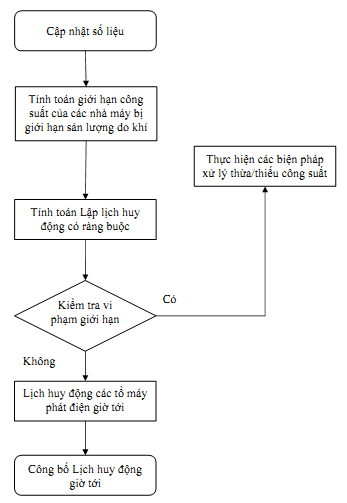 Cập nhật số liệu
Tính toán giới hạn công
suất của các nhà máy bị
giới hạn sản lượng do khí
Thực hiện các biện pháp
xử lý thừa/thiếu công suất
Tính toán Lập lịch huy
động có ràng buộc
Kiểm tra vi
phạm giới hạn
Có
Không
Lịch huy động các tổ máy
phát điện giờ tới
Công bố Lịch huy động
giờ tới